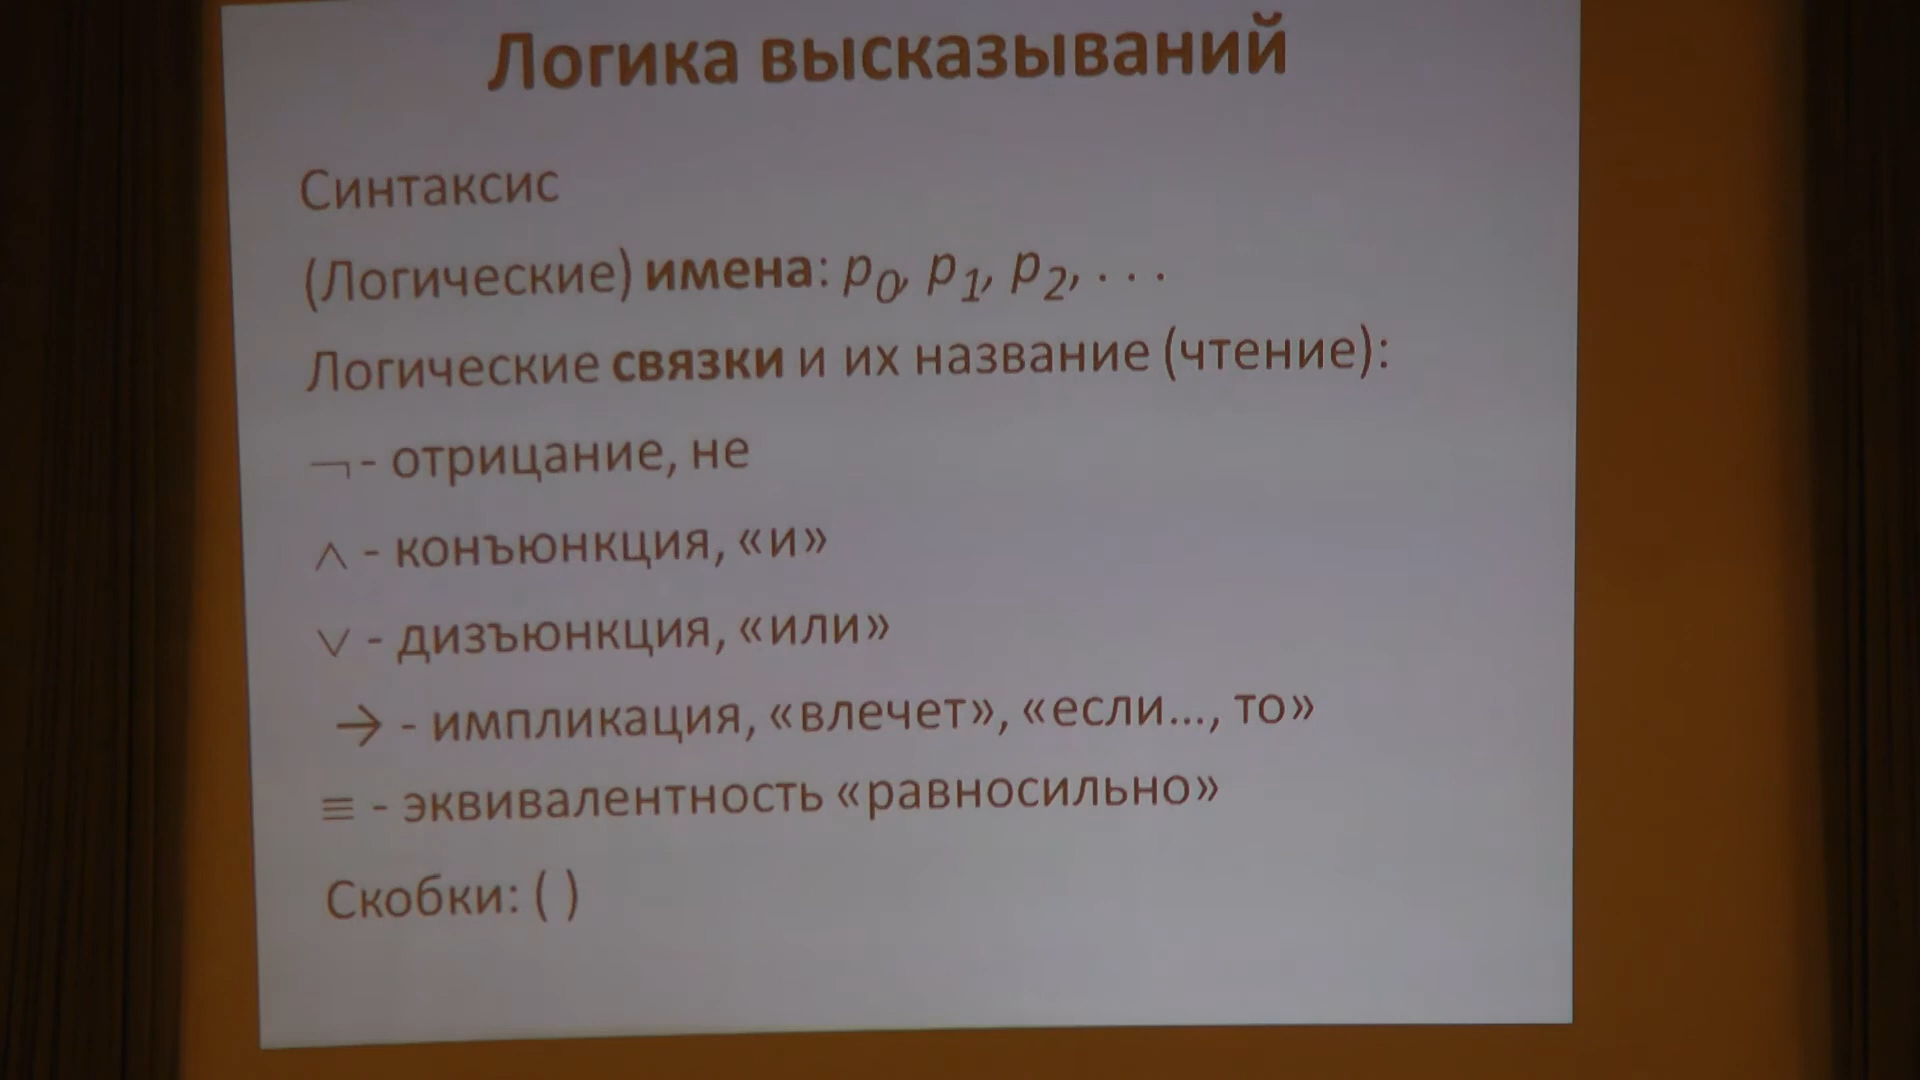 Логика высказываний
Синтаксис
(Логические) имена: p₀, p₁, p₂, . . .
Логические связки и их название (чтение):
¬ - отрицание, не
∧ - конъюнкция, «и»
∨ - дизъюнкция, «или»
→ - импликация, «влечет», «если…, то»
≡ - эквивалентность «равносильно»
Скобки: ( )